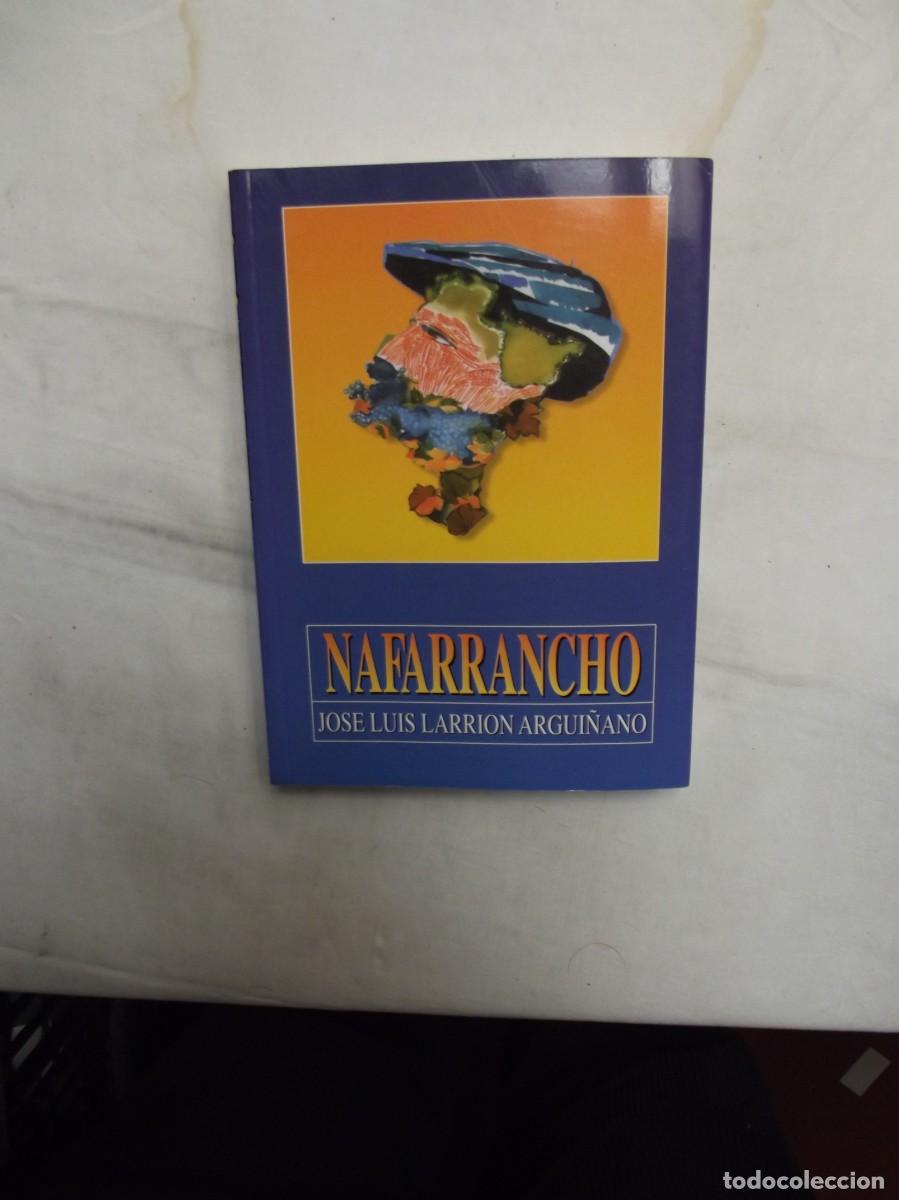 NAFARRANCHO
JOSE LUIS LARRION ARGUIÑANO
todocoleccion